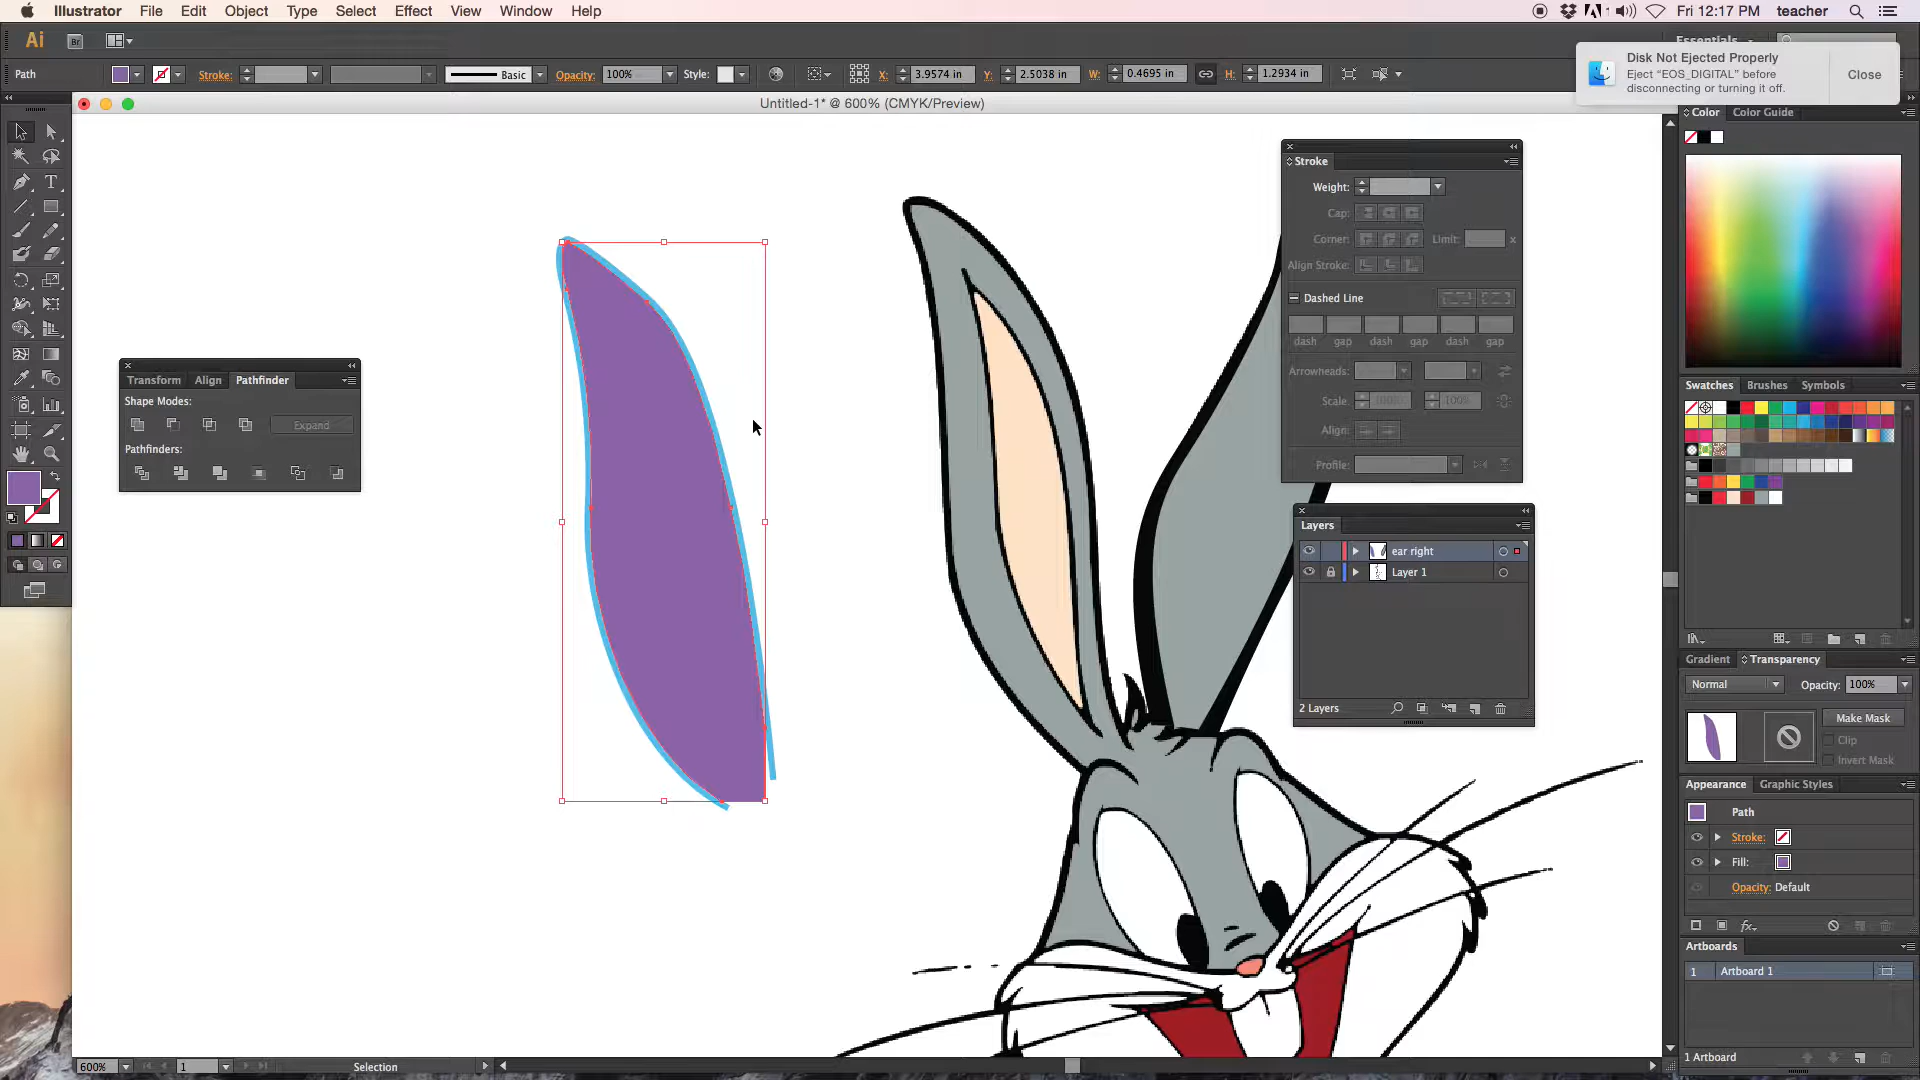 Illustrator File Edit Object Type Select Effect View Window Help
Fri 12:17 PM teacher
Ai Br
Essentials
Disk Not Ejected Properly
Eject “EOS_DIGITAL” before
disconnecting or turning it off.
Close
Path Stroke: Basic Opacity: 100% Style: X: 3.9574 in Y: 2.5038 in W: 0.4695 in H: 1.2934 in
Untitled-1* @ 600% (CMYK/Preview)
Color Color Guide
Stroke
Weight:
Cap:
Corner: Limit: x
Align Stroke:
Dashed Line
dash gap dash gap dash gap
Arrowheads:
Scale: 100% 100%
Align:
Profile:
Transform Align Pathfinder
Shape Modes:
Expand
Pathfinders:
Swatches Brushes Symbols
Layers
ear right
Layer 1
2 Layers
Gradient Transparency
Normal Opacity: 100%
Make Mask
Clip
Invert Mask
Appearance Graphic Styles
Path
Stroke:
Fill:
Opacity: Default
Artboards
1 Artboard 1
1 Artboard
600% 1 Selection